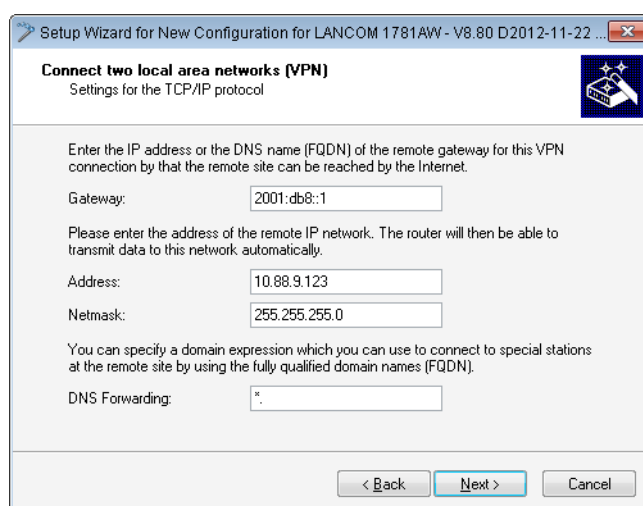 Setup Wizard for New Configuration for LANCOM 1781AW - V8.80 D2012-11-22 ...
Connect two local area networks (VPN)
Settings for the TCP/IP protocol
Enter the IP address or the DNS name (FQDN) of the remote gateway for this VPN
connection by that the remote site can be reached by the Internet.
Gateway: 2001:db8::1
Please enter the address of the remote IP network. The router will then be able to
transmit data to this network automatically.
Address: 10.88.9.123
Netmask: 255.255.255.0
You can specify a domain expression which you can use to connect to special stations
at the remote site by using the fully qualified domain names (FQDN).
DNS Forwarding: *.
< Back Next > Cancel